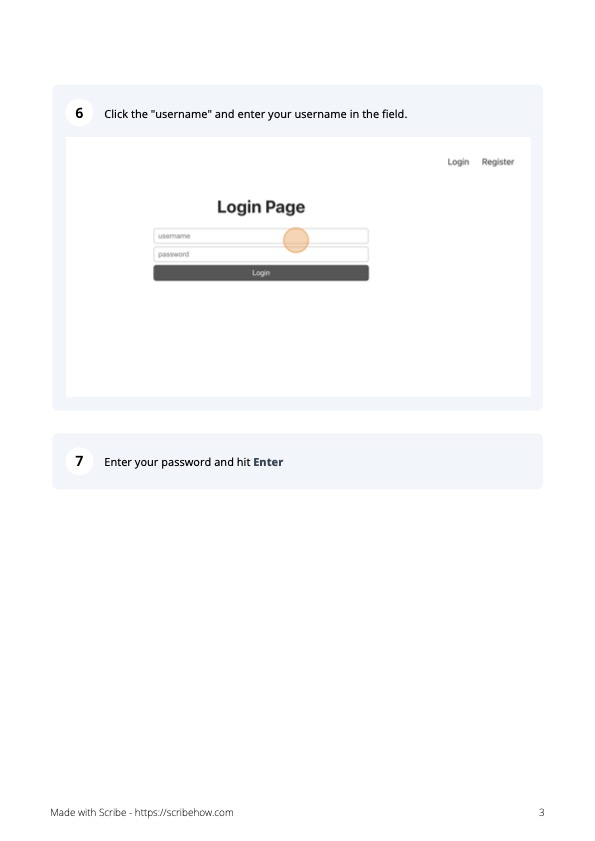 6
Click the "username" and enter your username in the field.
Login Register
Login Page
username
password
Login
7
Enter your password and hit Enter
Made with Scribe - https://scribehow.com
3